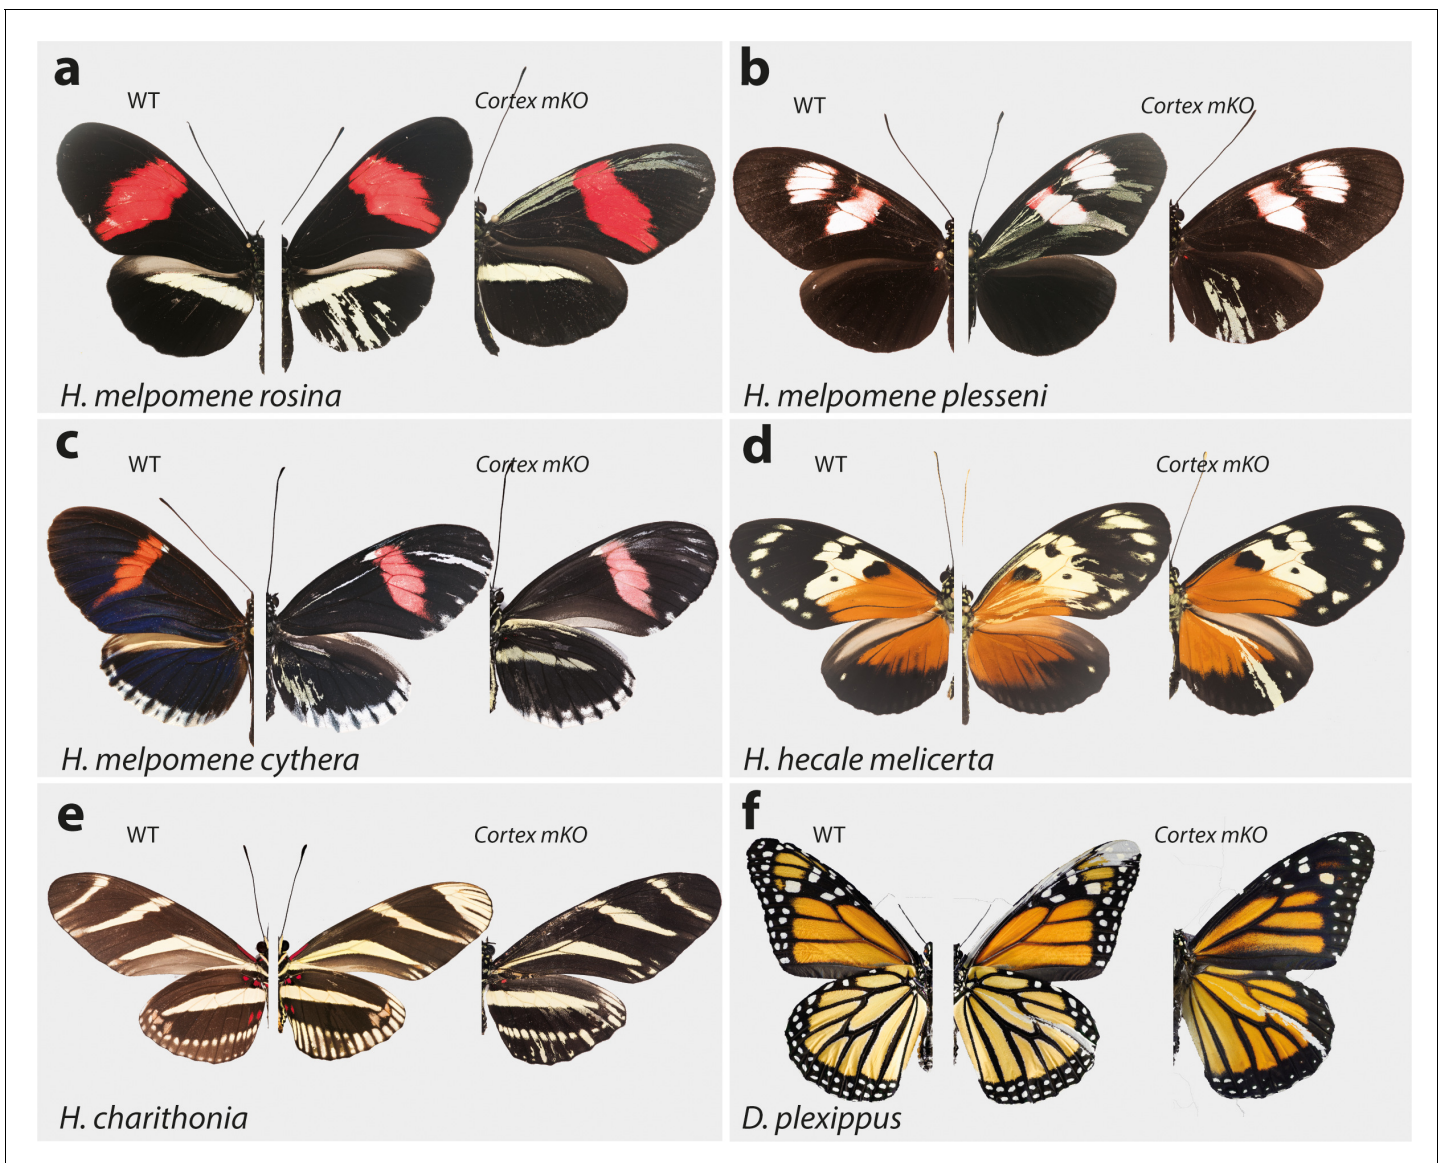 a
WT
Cortex mKO
H. melpomene rosina
b
WT
Cortex mKO
H. melpomene plesseni
c
WT
Cortex mKO
H. melpomene cythera
d
WT
Cortex mKO
H. hecale melicerta
e
WT
Cortex mKO
H. charithonia
f
WT
Cortex mKO
D. plexippus